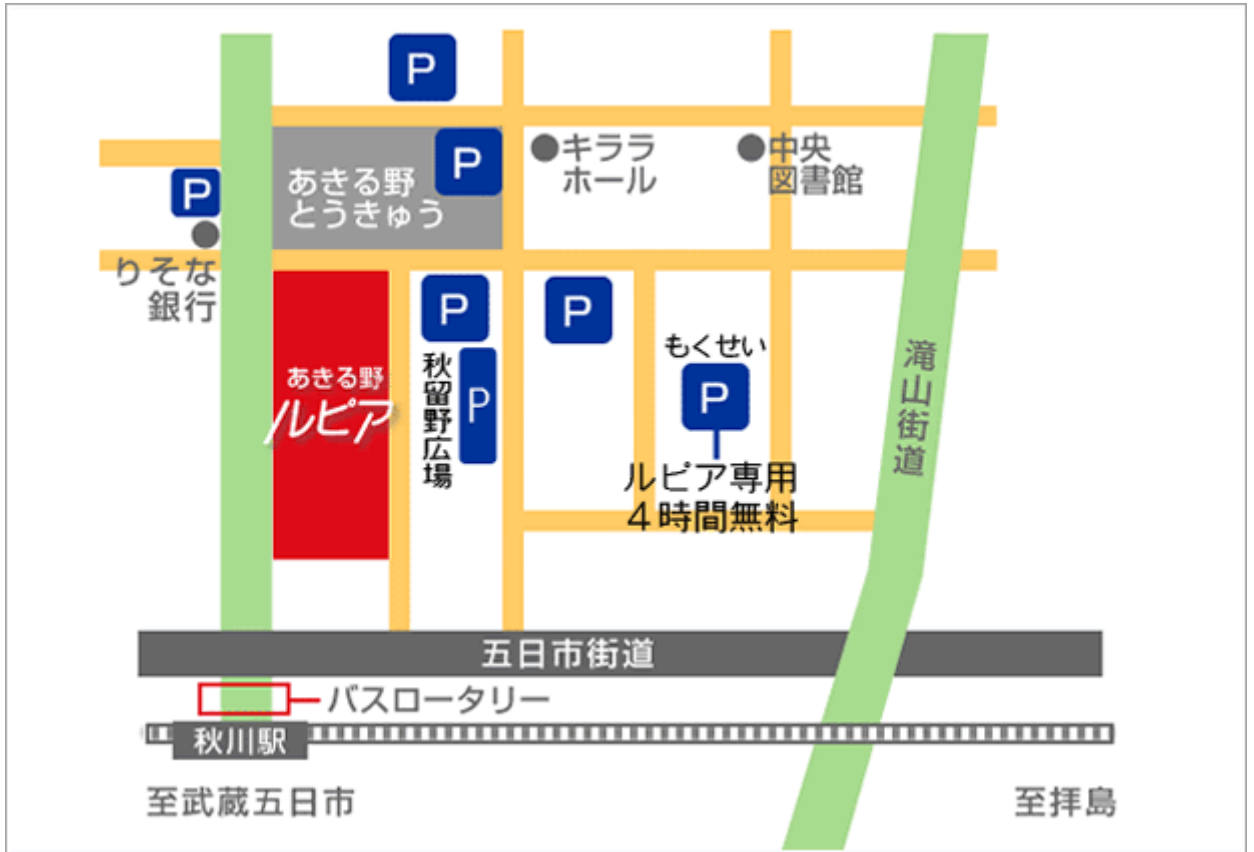 P
P
キララ
ホール
中央
図書館
P
あきる野
とうきゅう
りそな
銀行
P
P
もくせい
P
滝山街道
あきる野
ルピア
秋留野広場
P
ルピア専用
4時間無料
五日市街道
バスロータリー
秋川駅
至武蔵五日市
至拝島